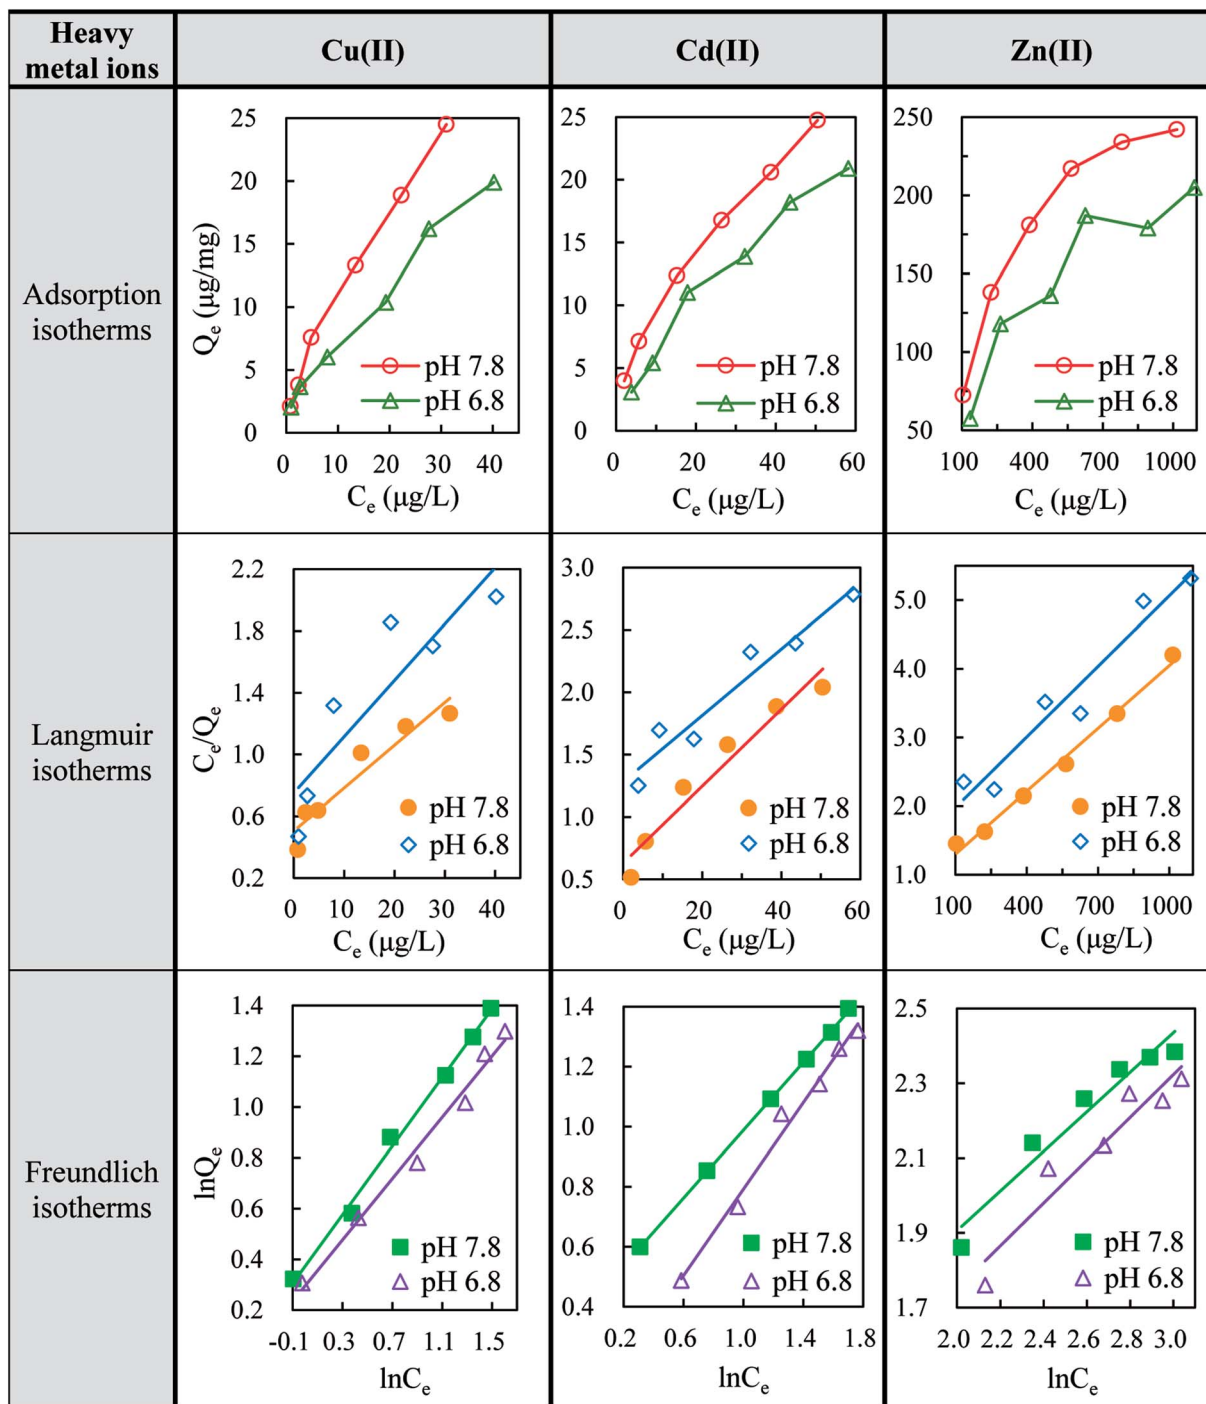 Heavy
metal ions
Cu(II)
Cd(II)
Zn(II)
Adsorption
isotherms
25
20
15
10
5
0
Qₑ (μg/mg)
pH 7.8
pH 6.8
0 10 20 30 40
Cₑ (μg/L)
25
20
15
10
5
0
pH 7.8
pH 6.8
0 20 40 60
Cₑ (μg/L)
250
200
150
100
50
pH 7.8
pH 6.8
100 400 700 1000
Cₑ (μg/L)
Langmuir
isotherms
2.2
1.8
1.4
1.0
0.6
0.2
Cₑ/Qₑ
pH 7.8
pH 6.8
0 10 20 30 40
Cₑ (μg/L)
3.0
2.5
2.0
1.5
1.0
0.5
pH 7.8
pH 6.8
0 20 40 60
Cₑ (μg/L)
5.0
4.0
3.0
2.0
1.0
pH 7.8
pH 6.8
100 400 700 1000
Cₑ (μg/L)
Freundlich
isotherms
1.4
1.2
1.0
0.8
0.6
0.4
0.2
lnQₑ
pH 7.8
pH 6.8
-0.1 0.3 0.7 1.1 1.5
lnCₑ
1.4
1.2
1.0
0.8
0.6
0.4
pH 7.8
pH 6.8
0.2 0.6 1.0 1.4 1.8
lnCₑ
2.5
2.3
2.1
1.9
1.7
pH 7.8
pH 6.8
2.0 2.2 2.4 2.6 2.8 3.0
lnCₑ